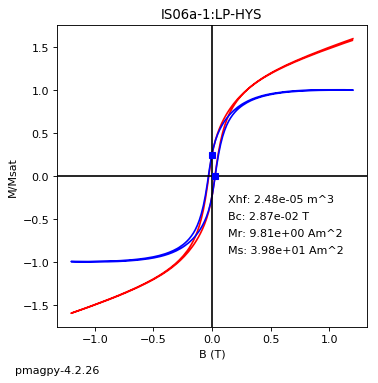 IS06a-1:LP-HYS
M/Msat
1.5
1.0
0.5
0.0
−0.5
−1.0
−1.5
Xhf: 2.48e-05 m^3
Bc: 2.87e-02 T
Mr: 9.81e+00 Am^2
Ms: 3.98e+01 Am^2
−1.0 −0.5 0.0 0.5 1.0
B (T)
pmagpy-4.2.26